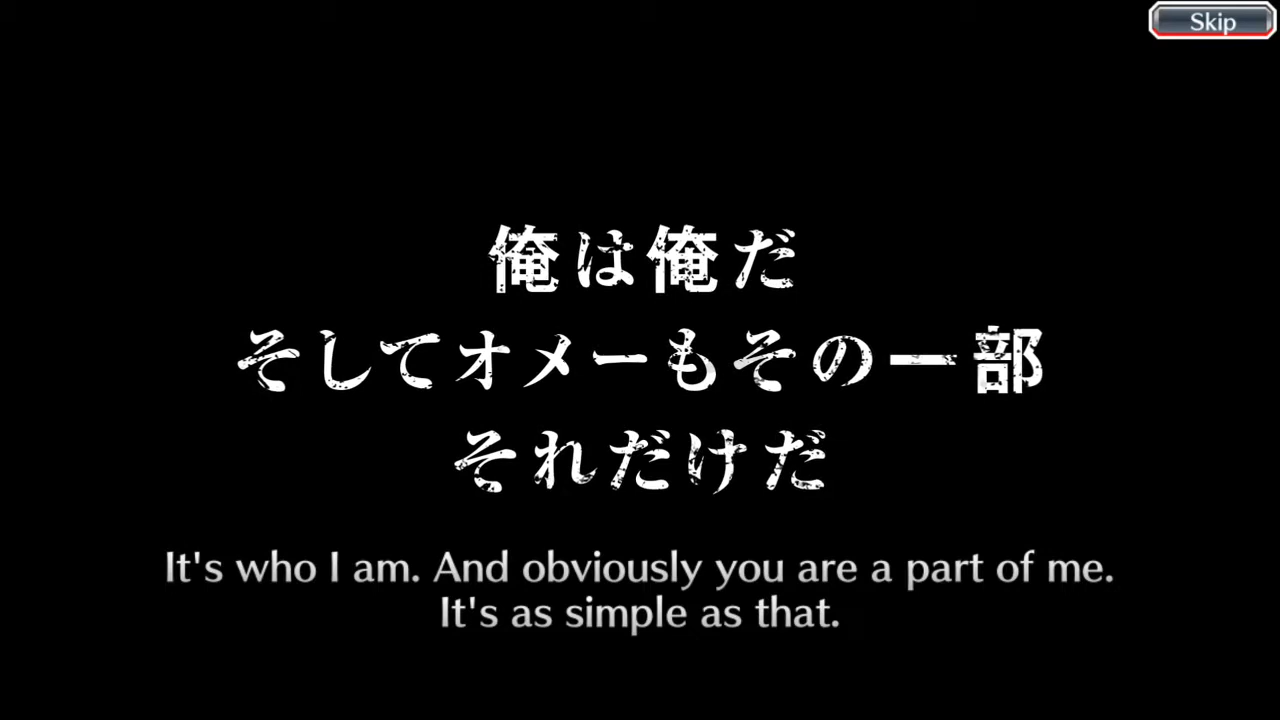 Skip
俺は俺だ
そしてオメーもその一部
それだけだ
It's who I am. And obviously you are a part of me.
It's as simple as that.